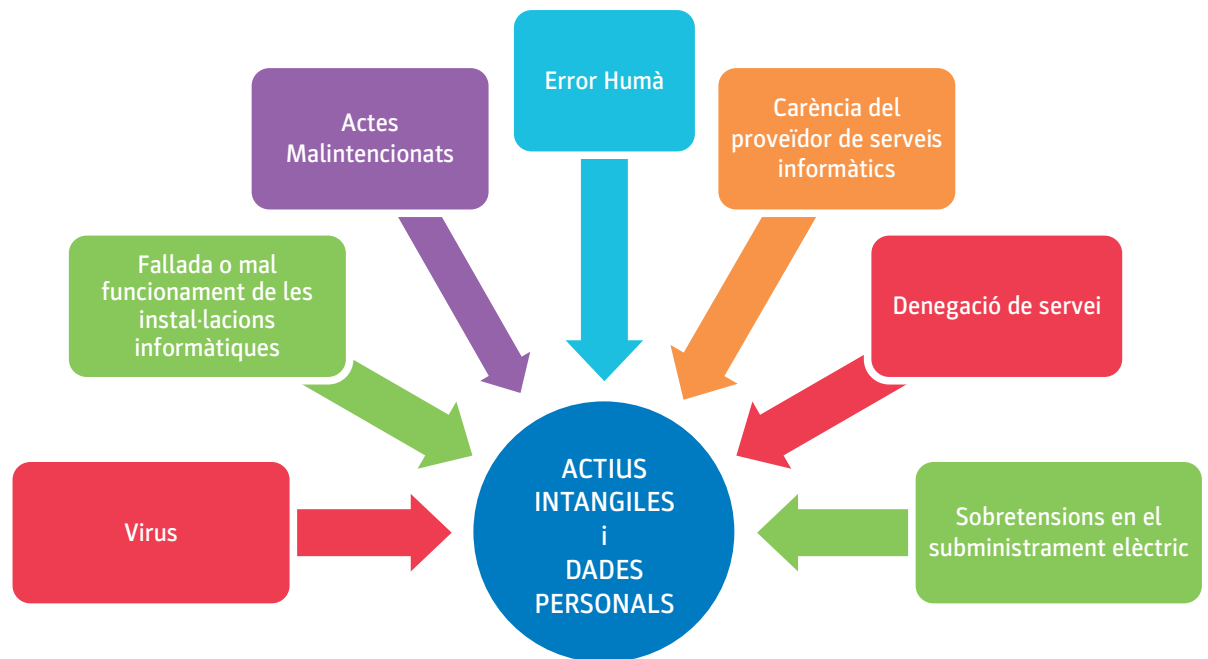 Error Humà
Actes
Malintencionats
Carència del
proveïdor de serveis
informàtics
Fallada o mal
funcionament de les
instal·lacions
informàtiques
Denegació de servei
Virus
ACTIUS
INTANGILES
i
DADES
PERSONALS
Sobretensions en el
subministrament elèctric